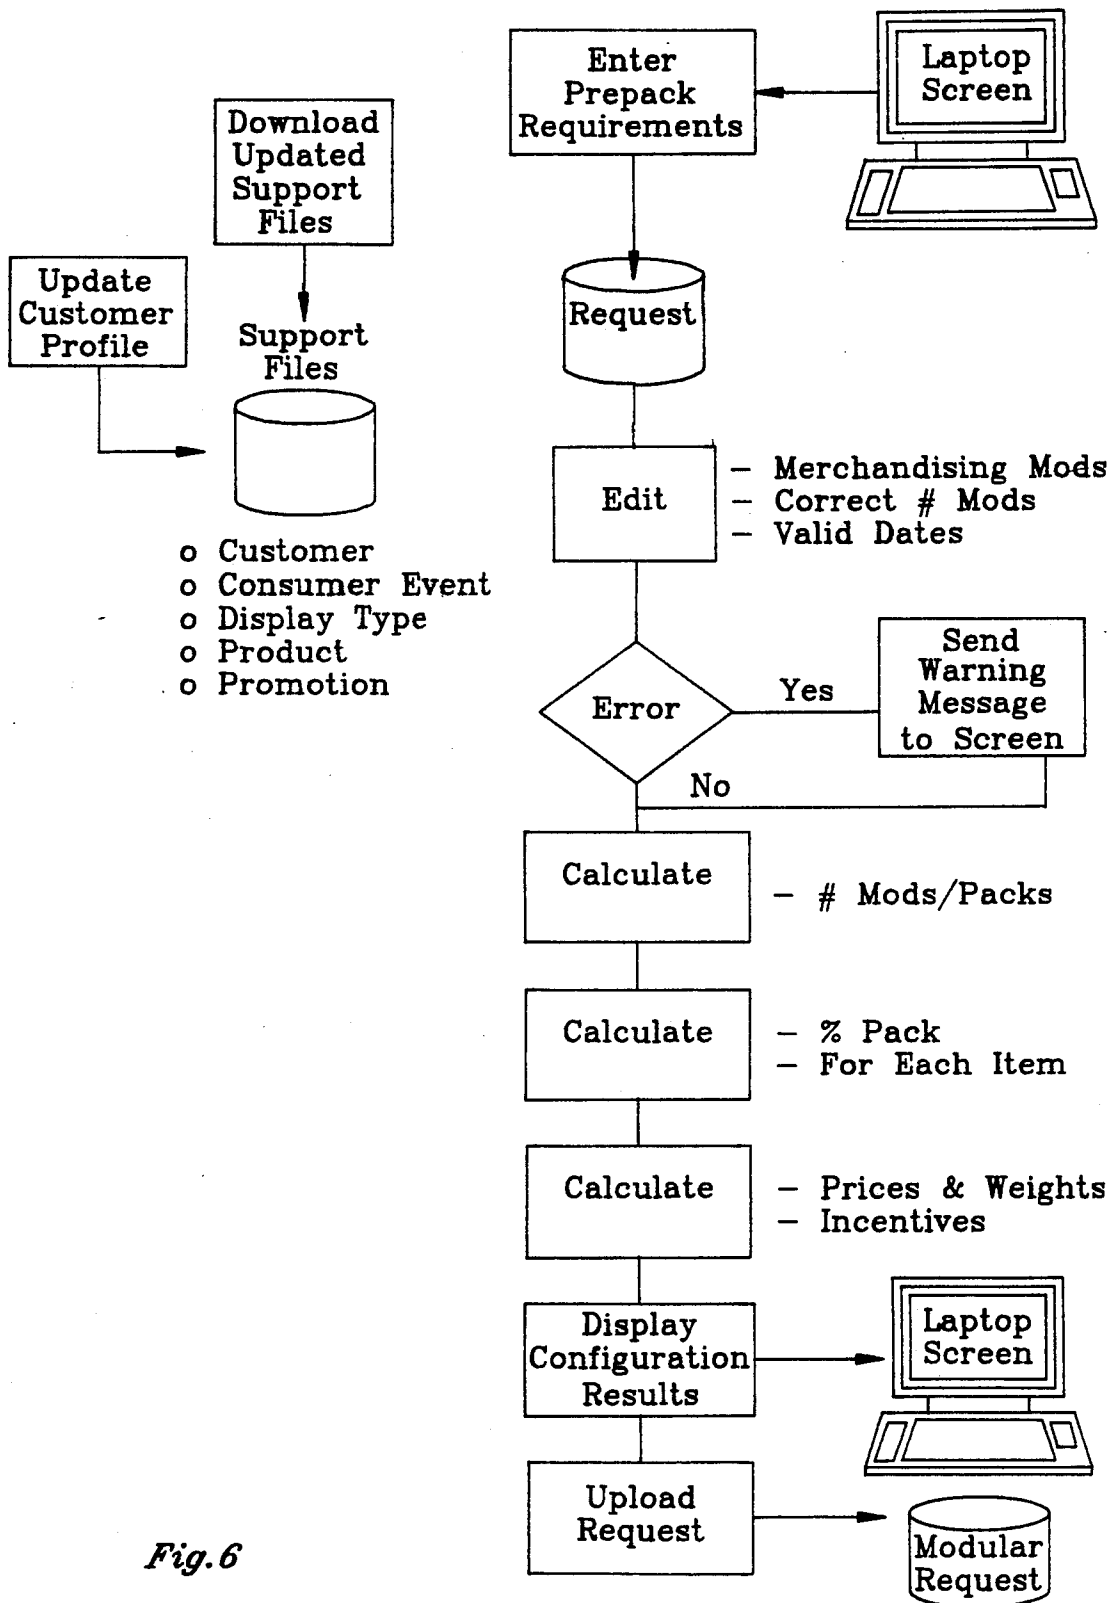 Enter
Prepack
Requirements
Laptop
Screen
Download
Updated
Support
Files
Update
Customer
Profile
Support
Files
o Customer
o Consumer Event
o Display Type
o Product
o Promotion
Request
Edit
- Merchandising Mods
- Correct # Mods
- Valid Dates
Error
Yes
Send
Warning
Message
to Screen
No
Calculate
- # Mods/Packs
Calculate
- % Pack
- For Each Item
Calculate
- Prices & Weights
- Incentives
Display
Configuration
Results
Laptop
Screen
Upload
Request
Modular
Request
Fig.6